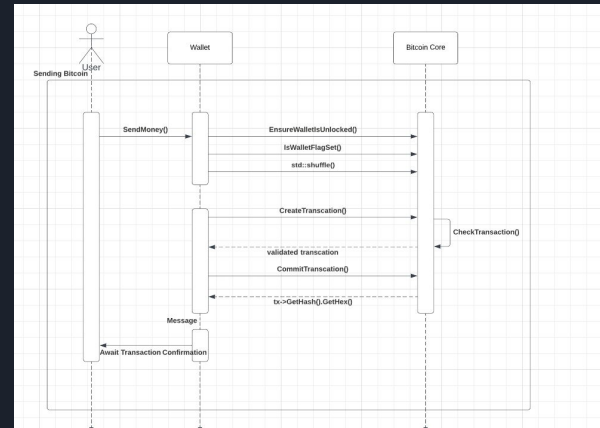 Wallet
Bitcoin Core
User
Sending Bitcoin
SendMoney()
EnsureWalletIsUnlocked()
IsWalletFlagSet()
std::shuffle()
CreateTranscation()
CheckTransaction()
validated transcation
CommitTranscation()
tx->GetHash().GetHex()
Message
Await Transaction Confirmation